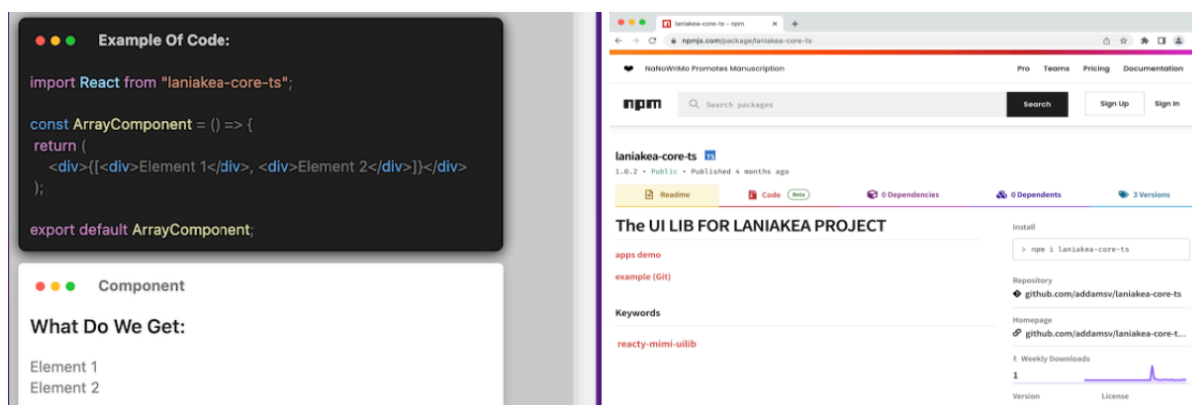 Example Of Code:
import React from "laniakea-core-ts";
const ArrayComponent = () => {
return (
<div>{[<div>Element 1</div>, <div>Element 2</div>]}</div>
);
export default ArrayComponent;
Component
What Do We Get:
Element 1
Element 2
laniakea-core-ts - npm
npmjs.com/package/laniakea-core-ts
NaNoWriMo Promotes Manuscription
Pro Teams Pricing Documentation
npm Search packages Search Sign Up Sign In
laniakea-core-ts TS
1.0.2 • Public • Published 4 months ago
Readme Code Beta 0 Dependencies 0 Dependents 3 Versions
The UI LIB FOR LANIAKEA PROJECT
apps demo
example (Git)
Keywords
reacty-mimi-uilib
Install
> npm i laniakea-core-ts
Repository
github.com/addamsv/laniakea-core-ts
Homepage
github.com/addamsv/laniakea-core-t...
Weekly Downloads
1
Version License